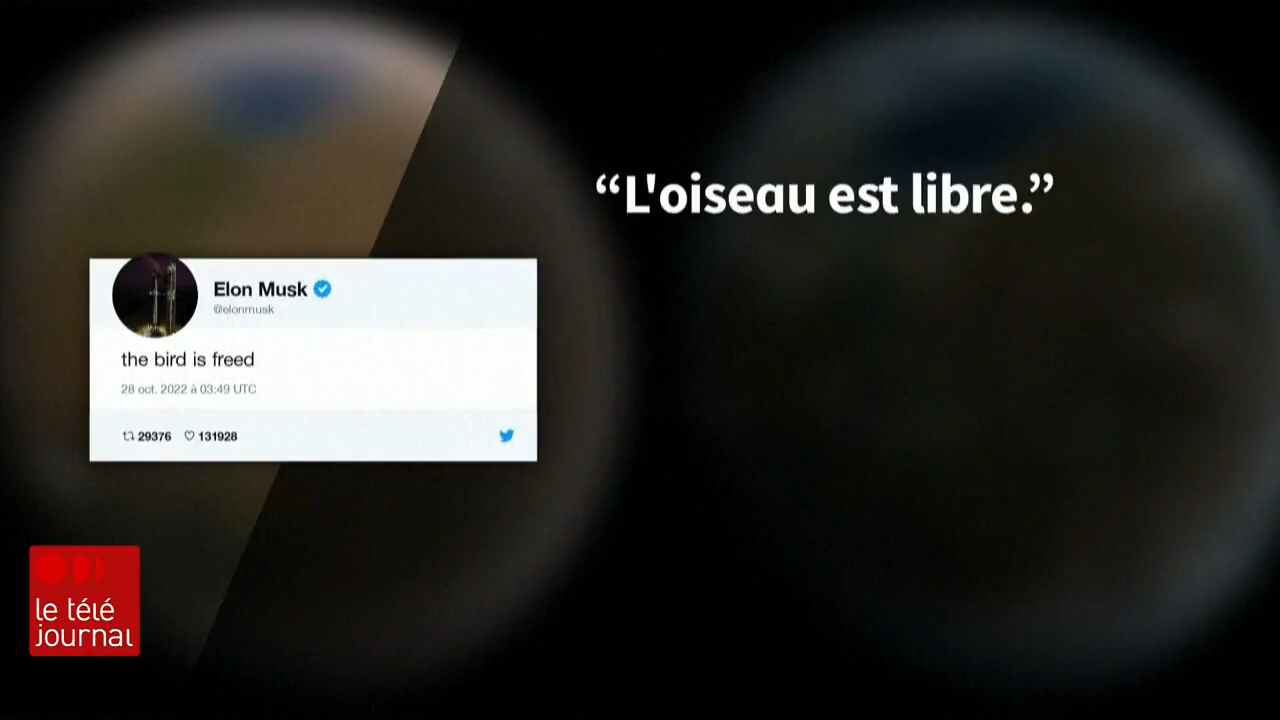 “L'oiseau est libre.”
Elon Musk
@elonmusk
the bird is freed
28 oct. 2022 à 03:49 UTC
29376 131928
le télé
journal